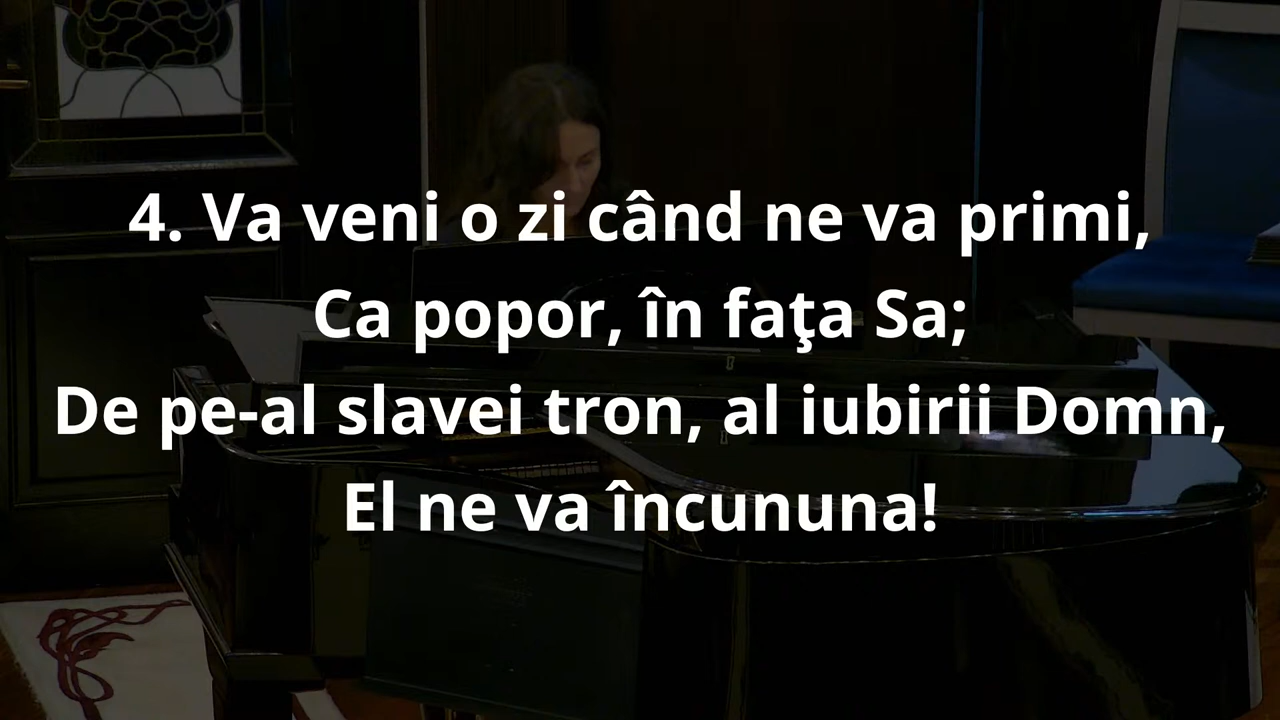 4. Va veni o zi când ne va primi,
Ca popor, în faţa Sa;
De pe-al slavei tron, al iubirii Domn,
El ne va încununa!